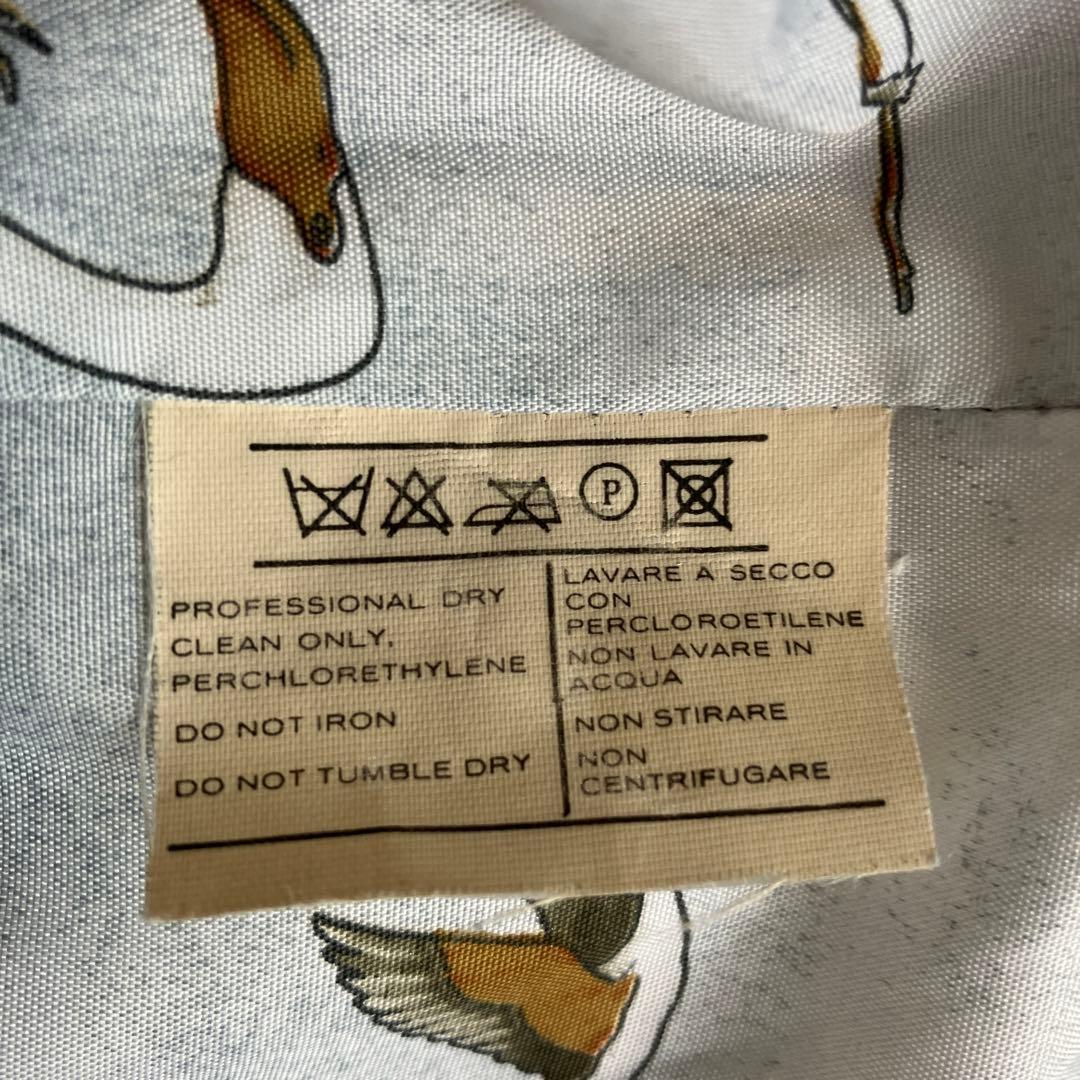 P
PROFESSIONAL DRY
CLEAN ONLY,
PERCHLORETHYLENE
DO NOT IRON
DO NOT TUMBLE DRY
LAVARE A SECCO
CON
PERCLOROETILENE
NON LAVARE IN
ACQUA
NON STIRARE
NON
CENTRIFUGARE